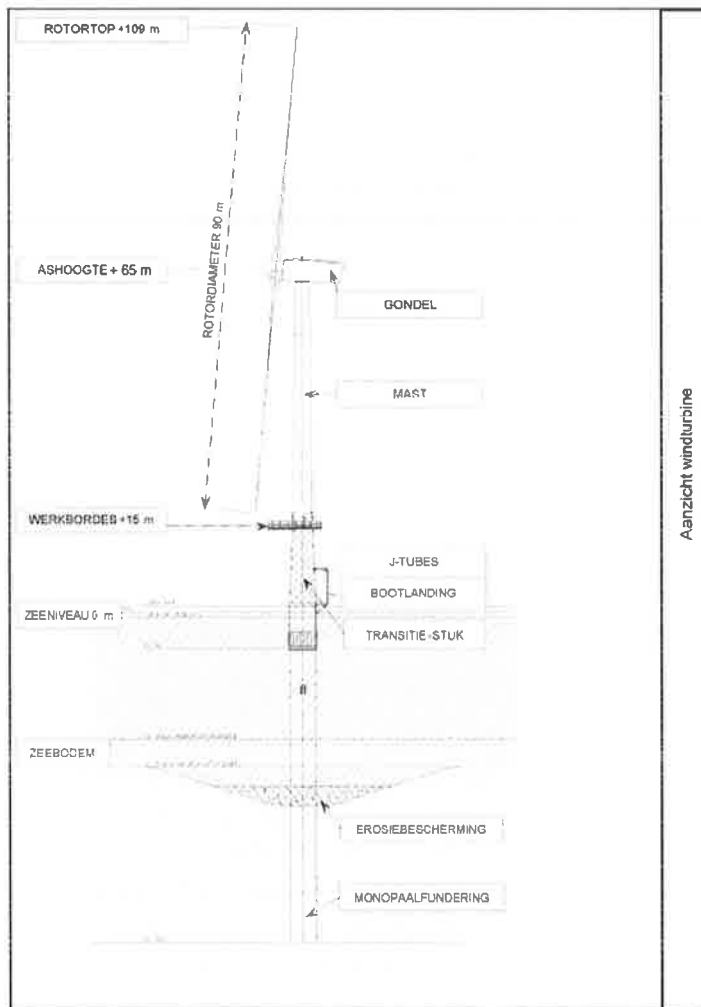 ROTORTOP +109 m
ROTORDIAMETER 90 m
ASHOOGTE + 65 m
GONDEL
MAST
WERKBORDES +15 m
J-TUBES
BOOTLANDING
ZEENIVEAU 0 m
TRANSITIE-STUK
ZEEBODEM
EROSIEBESCHERMING
MONOPAALFUNDERING
Aanzicht windturbine